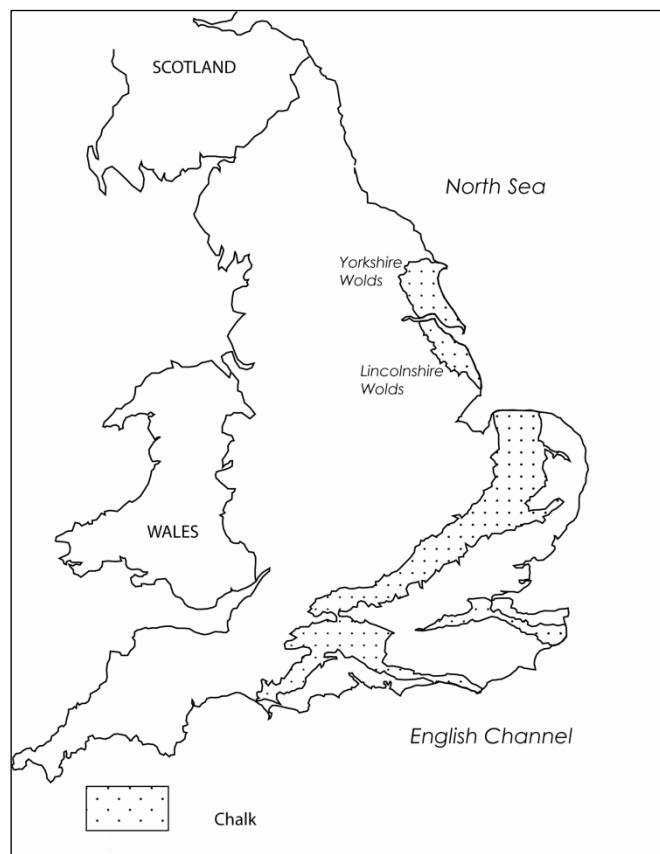 SCOTLAND
North Sea
Yorkshire
Wolds
Lincolnshire
Wolds
WALES
English Channel
Chalk